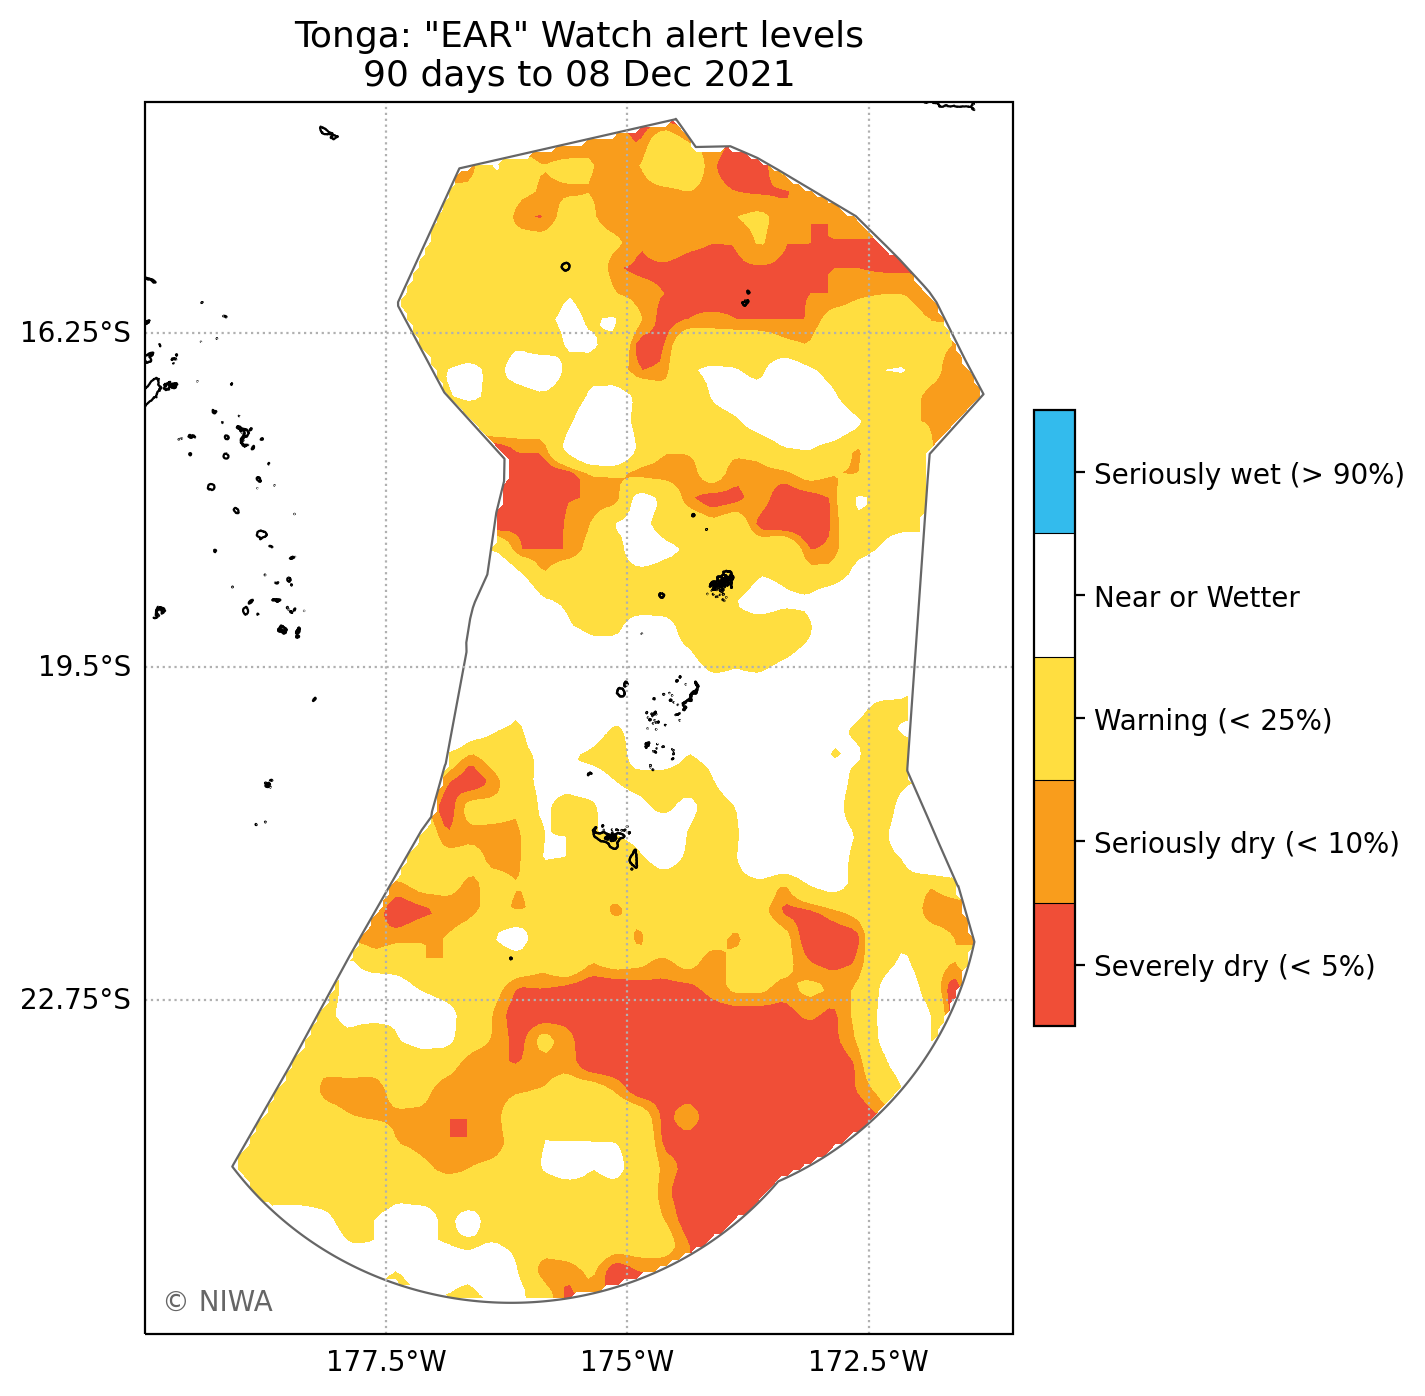 Tonga: "EAR" Watch alert levels
90 days to 08 Dec 2021
16.25°S
19.5°S
22.75°S
177.5°W
175°W
172.5°W
Seriously wet (> 90%)
Near or Wetter
Warning (< 25%)
Seriously dry (< 10%)
Severely dry (< 5%)
© NIWA